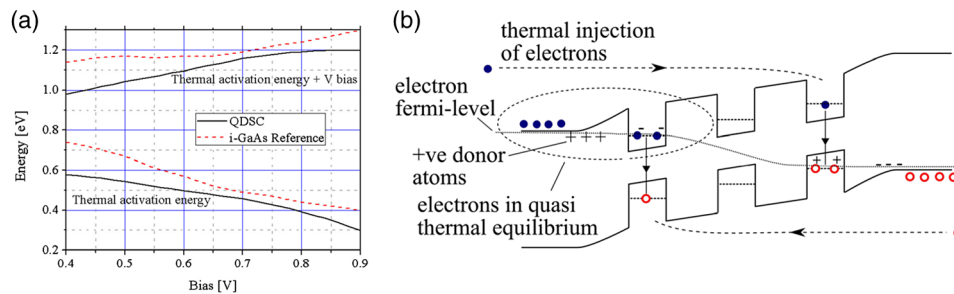 (a)
1.2
1.0
0.8
0.6
0.4
0.2
Energy [eV]
Thermal activation energy + V bias
QDSC
i-GaAs Reference
Thermal activation energy
0.4 0.5 0.6 0.7 0.8 0.9
Bias [V]
(b)
thermal injection
of electrons
electron
fermi-level
+ve donor
atoms
electrons in quasi
thermal equilibrium
+ + +
- -
+ +
- - -